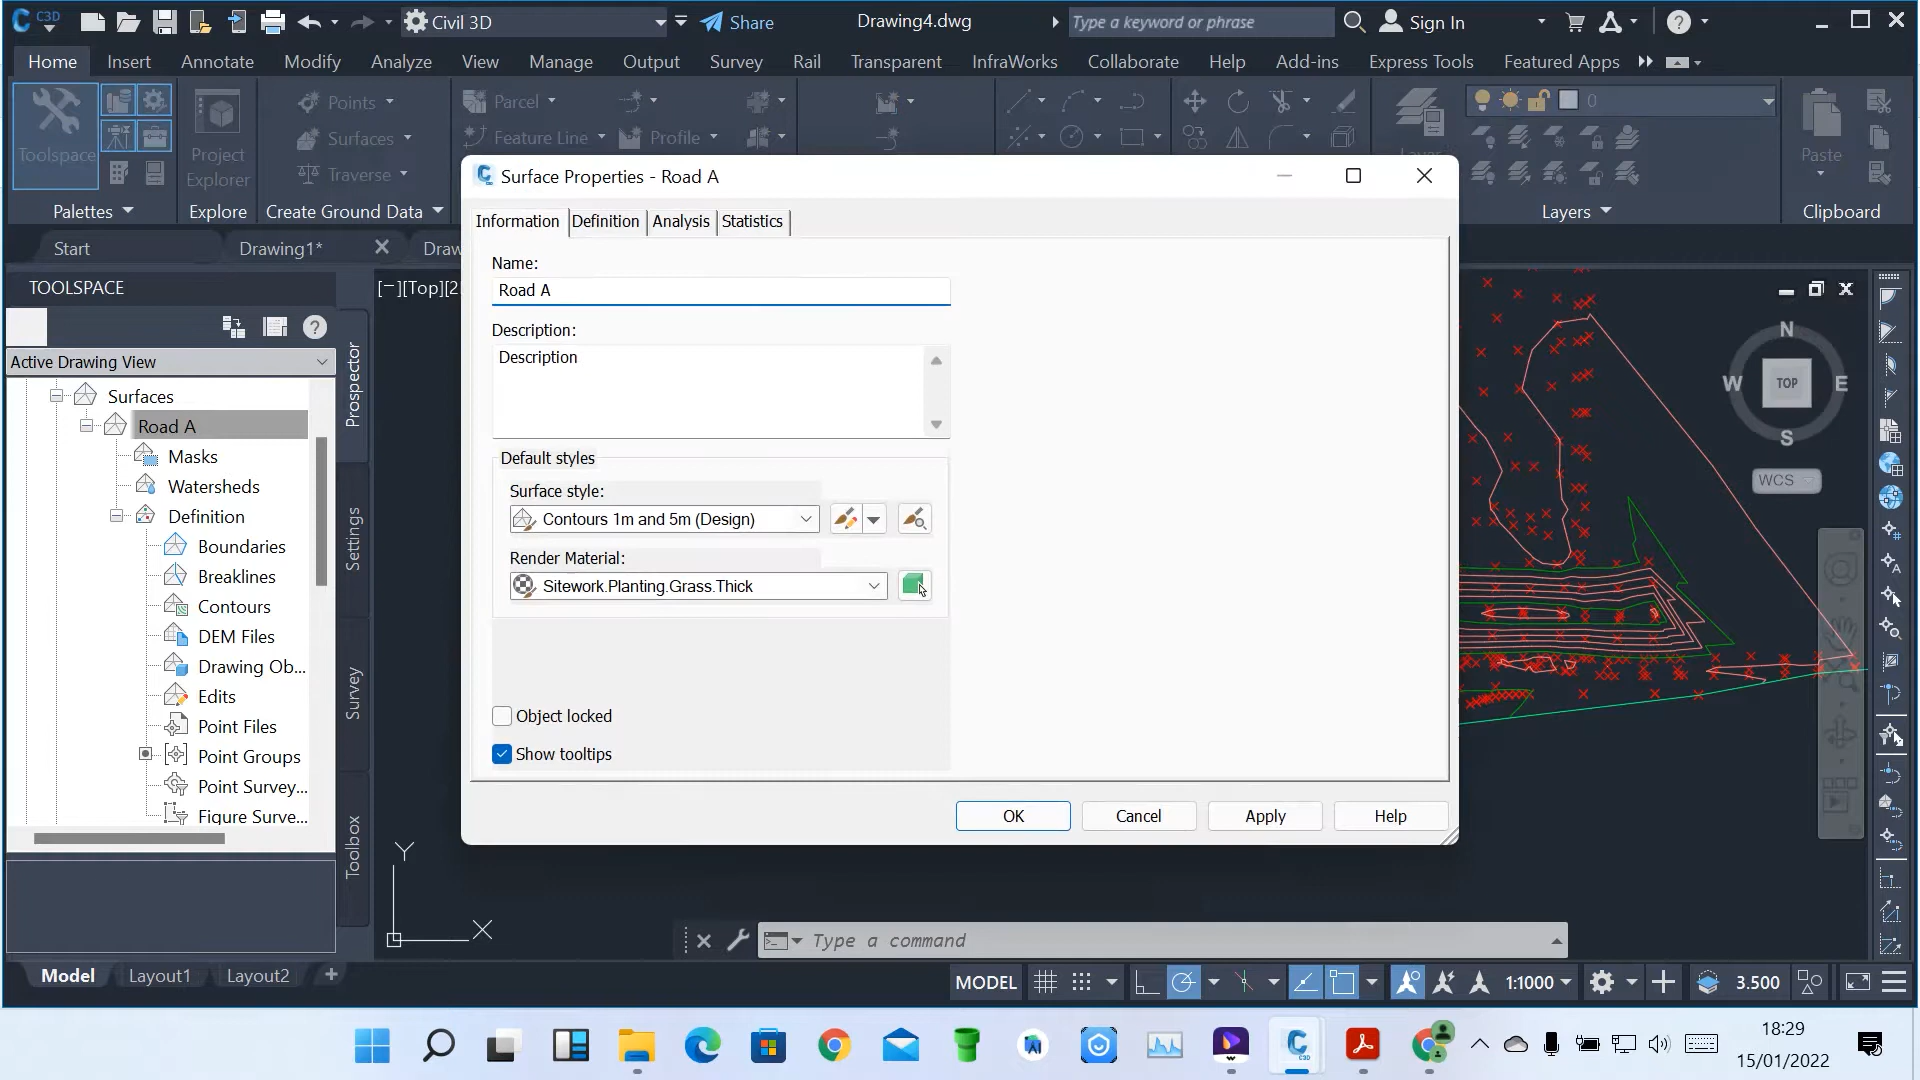 C3D
Civil 3D
Share
Drawing4.dwg
Type a keyword or phrase
Sign In
Home Insert Annotate Modify Analyze View Manage Output Survey Rail Transparent InfraWorks Collaborate Help Add-ins Express Tools Featured Apps
Points
Parcel
0
Toolspace
Surfaces
Feature Line
Profile
Project
Explorer
Traverse
Paste
Palettes
Explore
Create Ground Data
Layers
Clipboard
Start
Drawing1*
Surface Properties - Road A
Information Definition Analysis Statistics
Name:
Road A
Description:
Description
Default styles
Surface style:
Contours 1m and 5m (Design)
Render Material:
Sitework.Planting.Grass.Thick
Object locked
Show tooltips
OK
Cancel
Apply
Help
TOOLSPACE
Active Drawing View
Surfaces
Road A
Masks
Watersheds
Definition
Boundaries
Breaklines
Contours
DEM Files
Drawing Ob...
Edits
Point Files
Point Groups
Point Survey...
Figure Surve...
Prospector
Settings
Survey
Toolbox
[−][Top][2
N
W
TOP
E
S
WCS
Y
X
Type a command
Model
Layout1
Layout2
MODEL
1:1000
3.500
18:29
15/01/2022